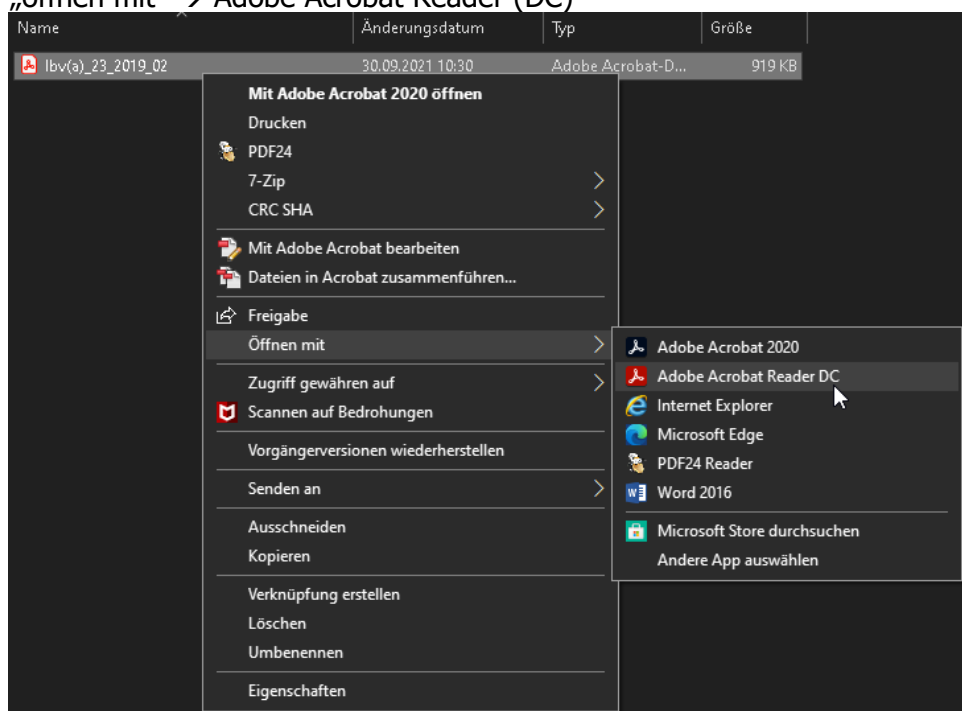 „öffnen mit“ → Adobe Acrobat Reader (DC)
Name Änderungsdatum Typ Größe
lbv(a)_23_2019_02 30.09.2021 10:30 Adobe Acrobat-D... 919 KB
Mit Adobe Acrobat 2020 öffnen
Drucken
PDF24
7-Zip
CRC SHA
Mit Adobe Acrobat bearbeiten
Dateien in Acrobat zusammenführen...
Freigabe
Öffnen mit
Zugriff gewähren auf
Scannen auf Bedrohungen
Vorgängerversionen wiederherstellen
Senden an
Ausschneiden
Kopieren
Verknüpfung erstellen
Löschen
Umbenennen
Eigenschaften
Adobe Acrobat 2020
Adobe Acrobat Reader DC
Internet Explorer
Microsoft Edge
PDF24 Reader
Word 2016
Microsoft Store durchsuchen
Andere App auswählen